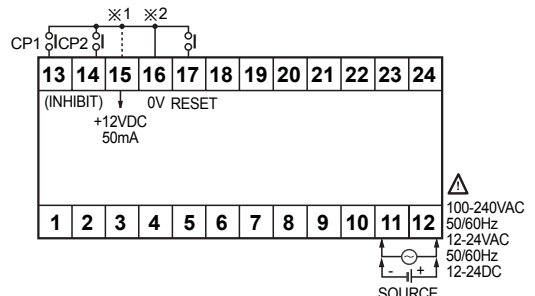 ※1 ※2
CP1 CP2
13 14 15 16 17 18 19 20 21 22 23 24
(INHIBIT) 0V RESET
+12VDC
50mA
1 2 3 4 5 6 7 8 9 10 11 12
100-240VAC
50/60Hz
12-24VAC
50/60Hz
12-24DC
- +
SOURCE